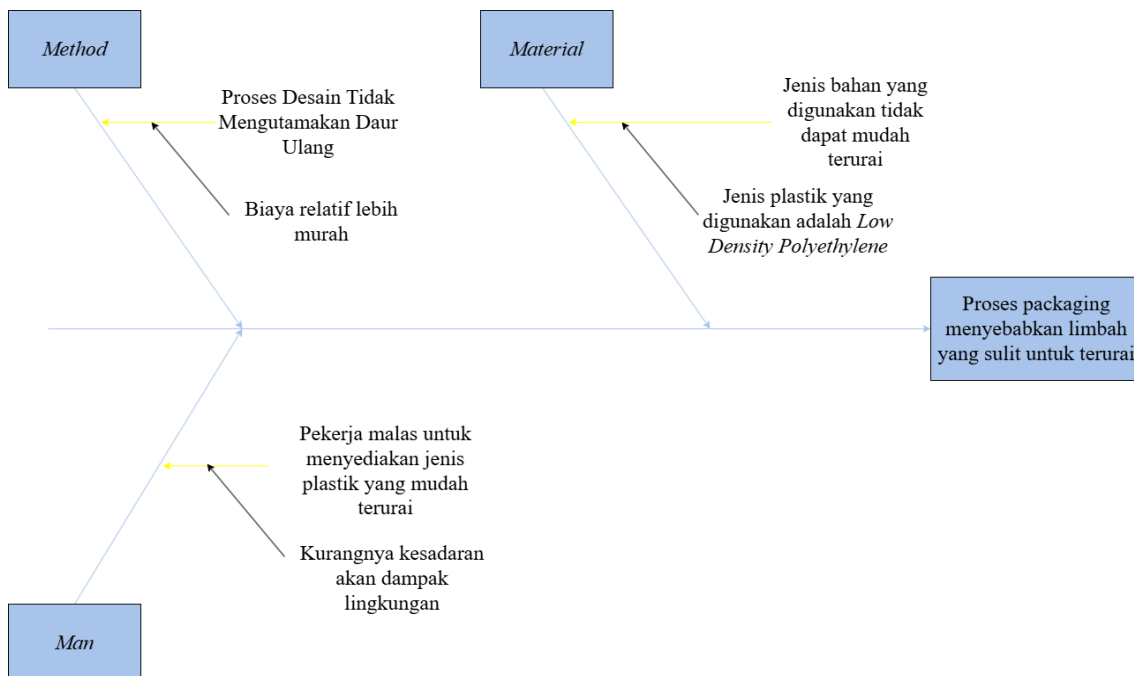 Method
Material
Proses Desain Tidak
Mengutamakan Daur
Ulang
Biaya relatif lebih
murah
Jenis bahan yang
digunakan tidak
dapat mudah
terurai
Jenis plastik yang
digunakan adalah Low
Density Polyethylene
Proses packaging
menyebabkan limbah
yang sulit untuk terurai
Pekerja malas untuk
menyediakan jenis
plastik yang mudah
terurai
Kurangnya kesadaran
akan dampak
lingkungan
Man